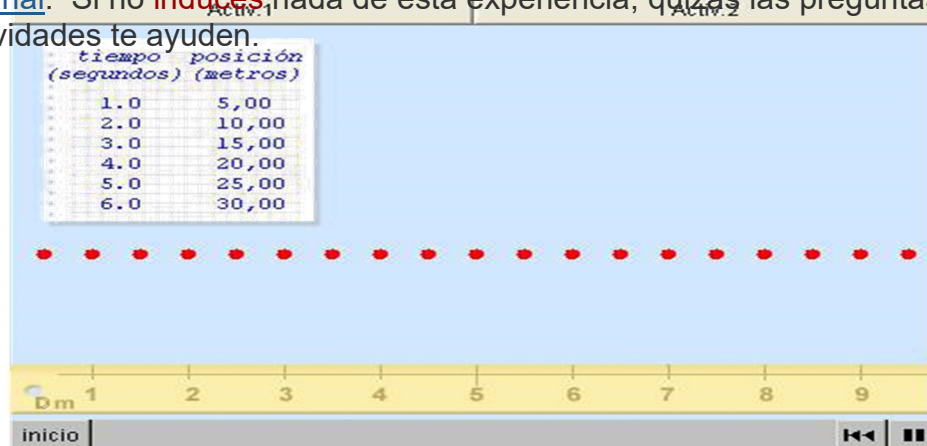 nal. Si no induces nada de esta experiencia, quizás las preguntas
vidades te ayuden.
Activ.1 Activ.2
tiempo posición
(segundos) (metros)
1.0 5,00
2.0 10,00
3.0 15,00
4.0 20,00
5.0 25,00
6.0 30,00
Dm 1 2 3 4 5 6 7 8 9
inicio